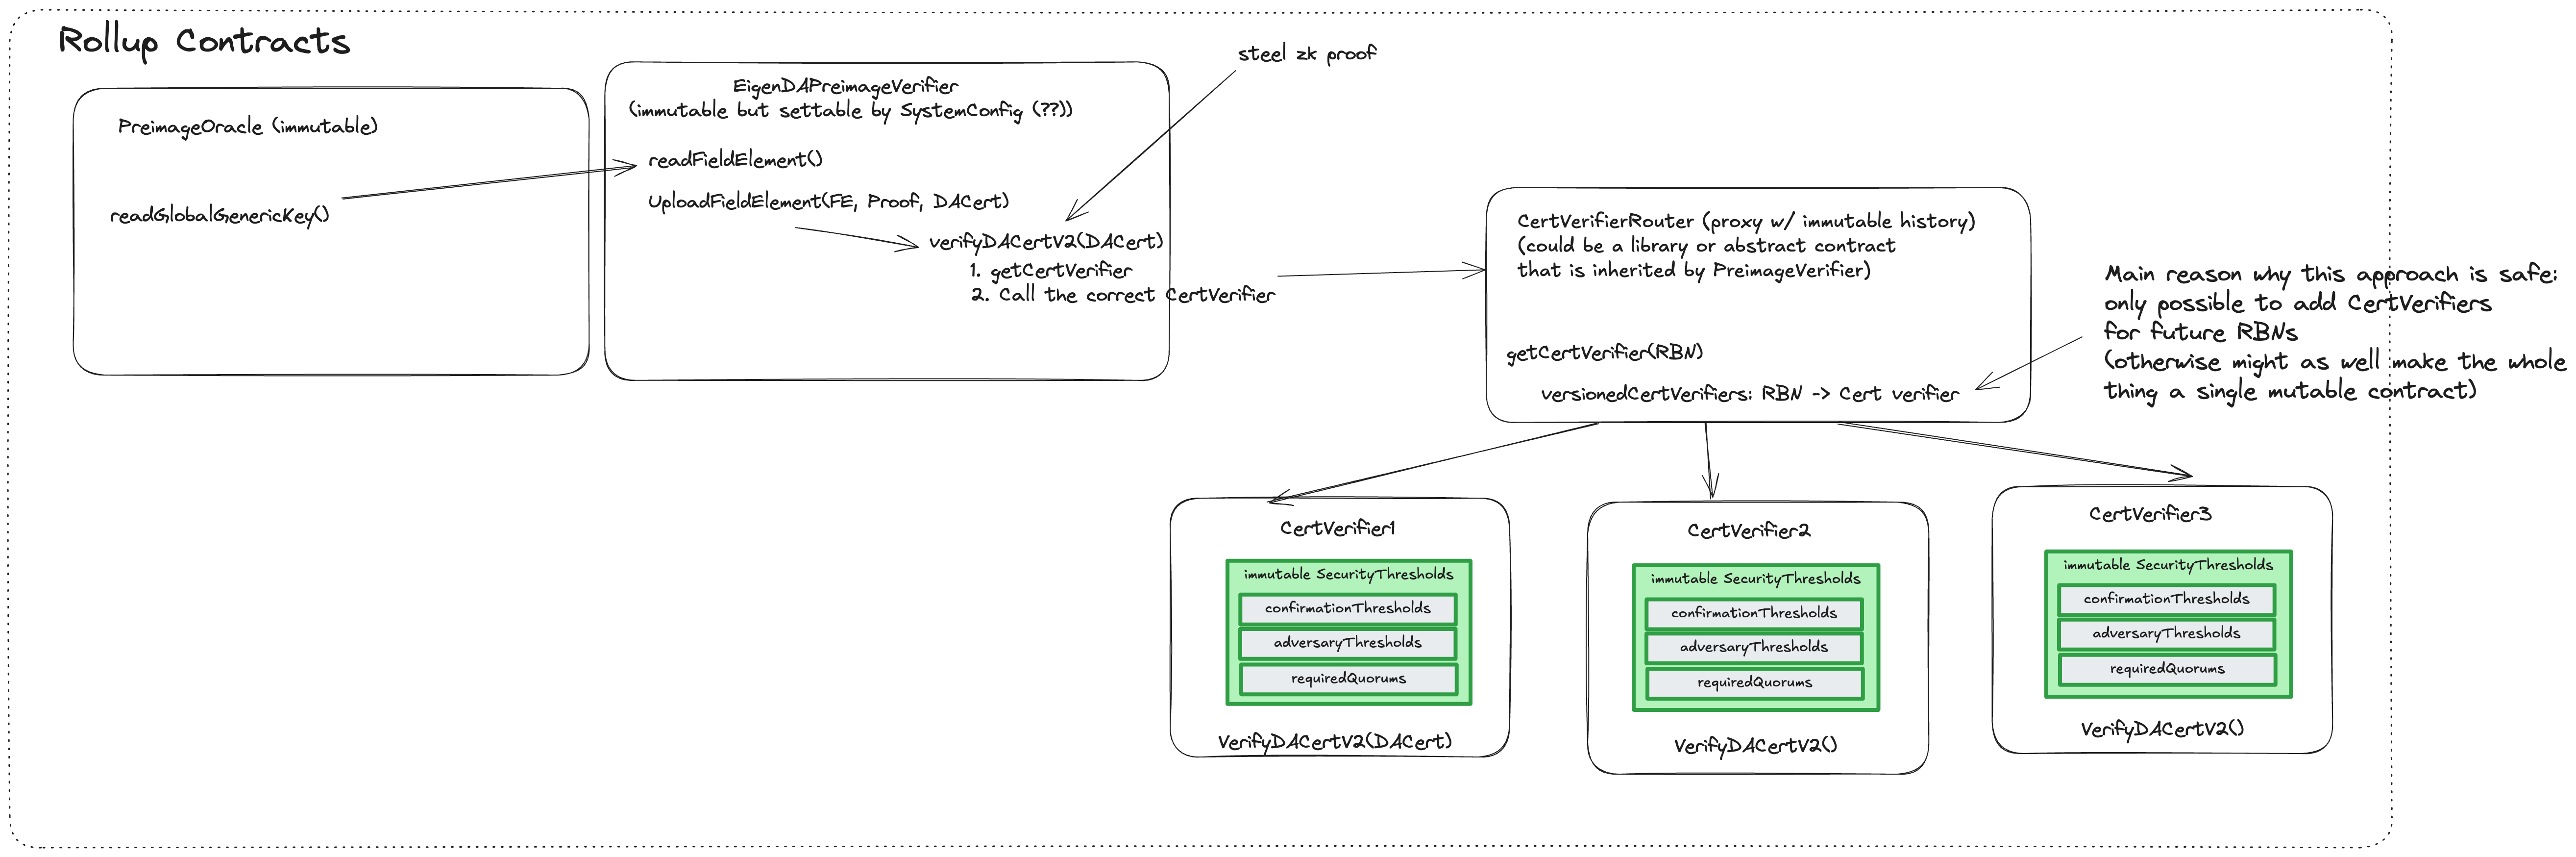 Rollup Contracts
PreimageOracle (immutable)
readGlobalGenericKey()
EigenDAPreimageVerifier
(immutable but settable by SystemConfig (??))
readFieldElement()
UploadFieldElement(FE, Proof, DACert)
verifyDACertV2(DACert)
1. getCertVerifier
2. Call the correct CertVerifier
steel zk proof
CertVerifierRouter (proxy w/ immutable history)
(could be a library or abstract contract
that is inherited by PreimageVerifier)
getCertVerifier(RBN)
versionedCertVerifiers: RBN -> Cert verifier
Main reason why this approach is safe:
only possible to add CertVerifiers
for future RBNs
(otherwise might as well make the whole
thing a single mutable contract)
CertVerifier1
immutable SecurityThresholds
confirmationThresholds
adversaryThresholds
requiredQuorums
VerifyDACertV2(DACert)
CertVerifier2
immutable SecurityThresholds
confirmationThresholds
adversaryThresholds
requiredQuorums
VerifyDACertV2()
CertVerifier3
immutable SecurityThresholds
confirmationThresholds
adversaryThresholds
requiredQuorums
VerifyDACertV2()